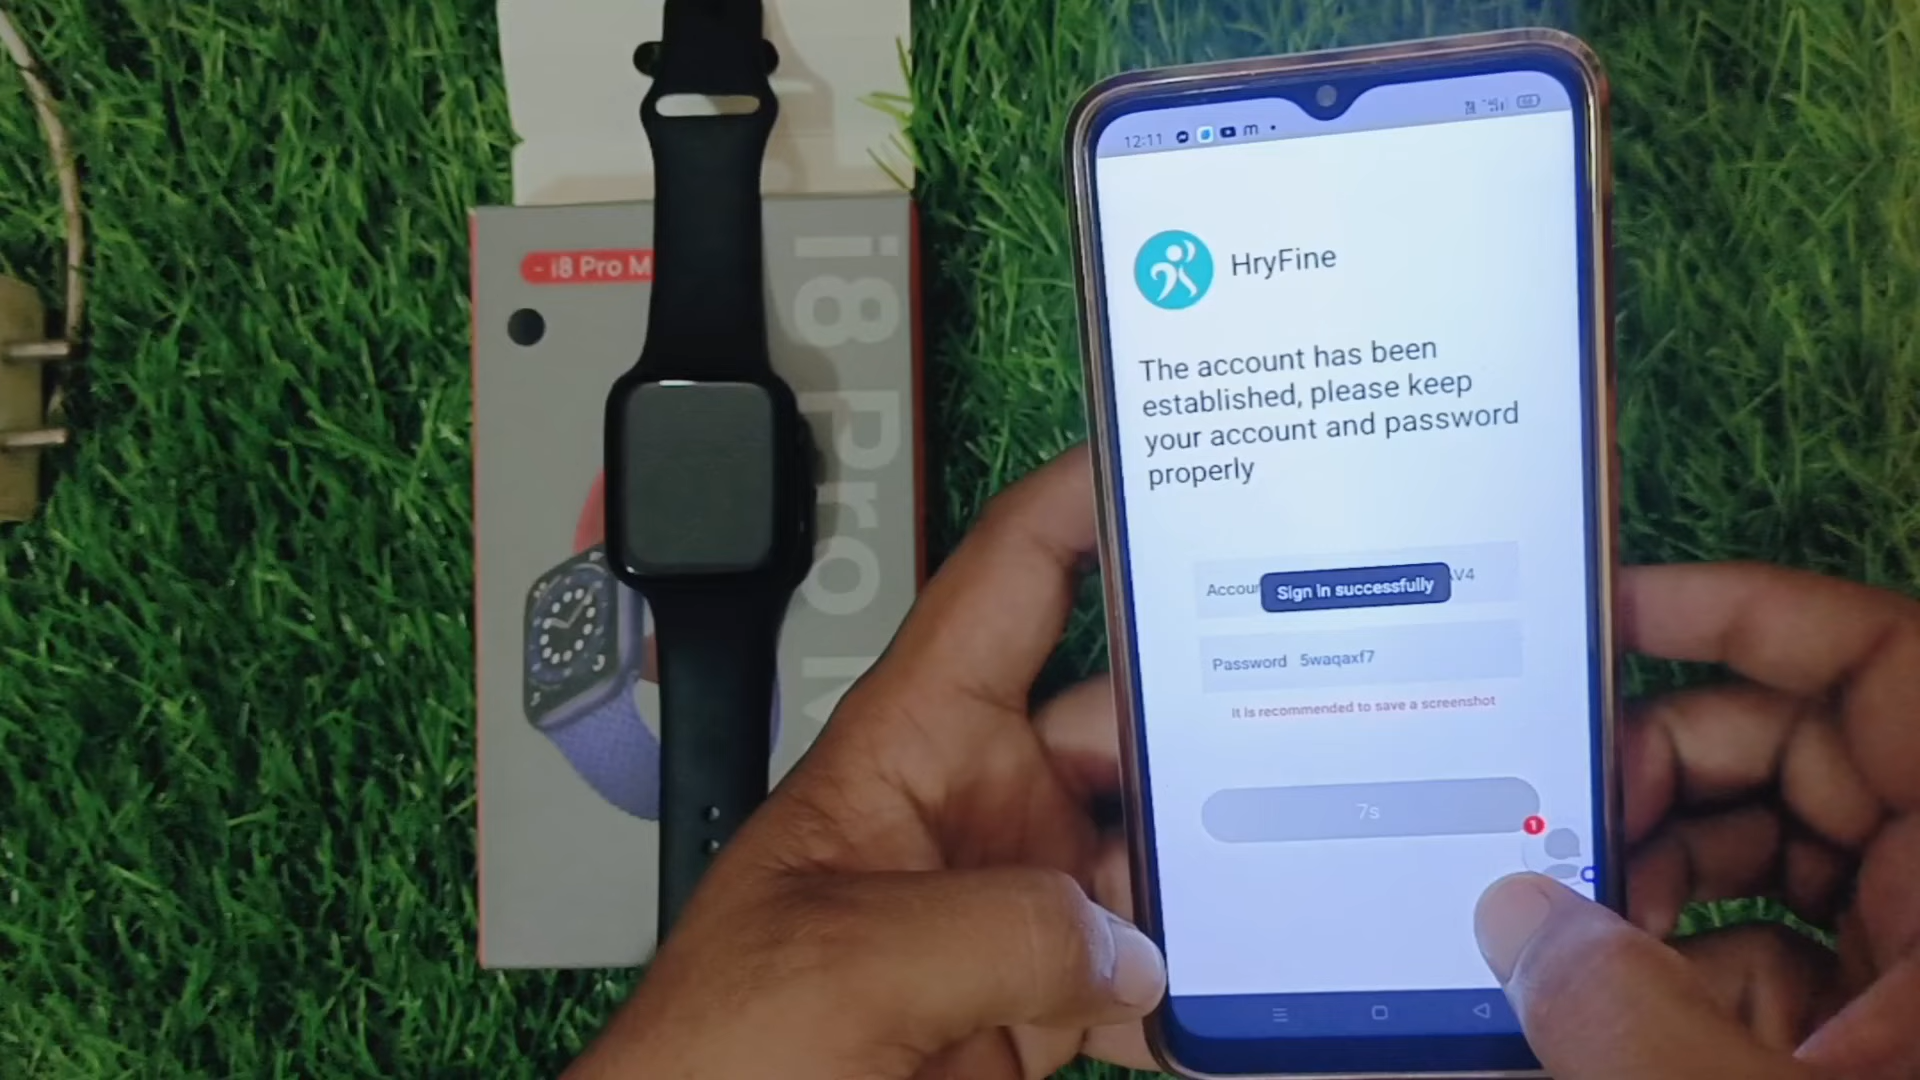 - i8 Pro M
i8 Pro M
12:11
HryFine
The account has been
established, please keep
your account and password
properly
Accoun
V4
Sign in successfully
Password 5waqaxf7
It is recommended to save a screenshot
7s
1